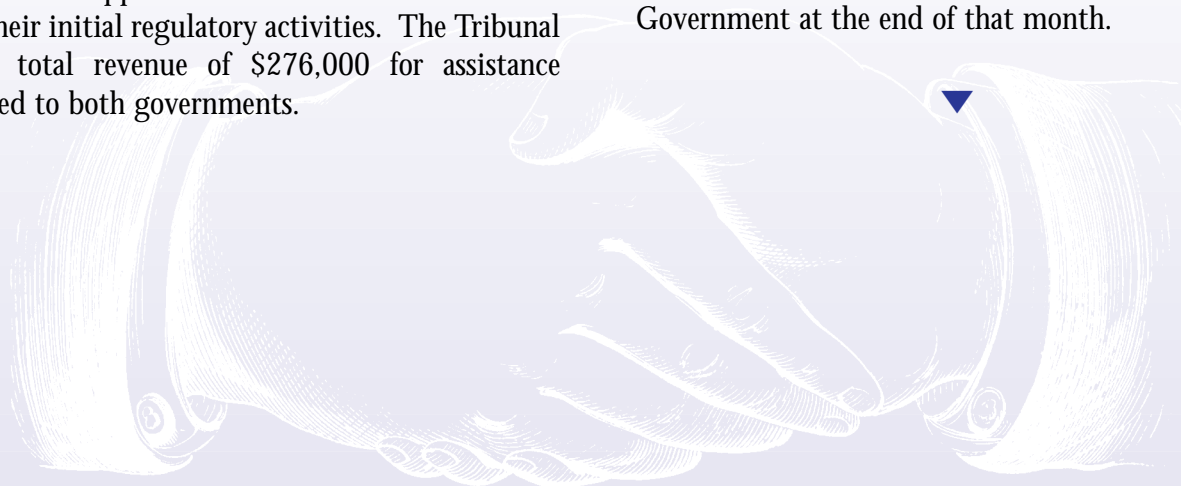 heir initial regulatory activities. The Tribunal
total revenue of $276,000 for assistance
ed to both governments.
Government at the end of that month.